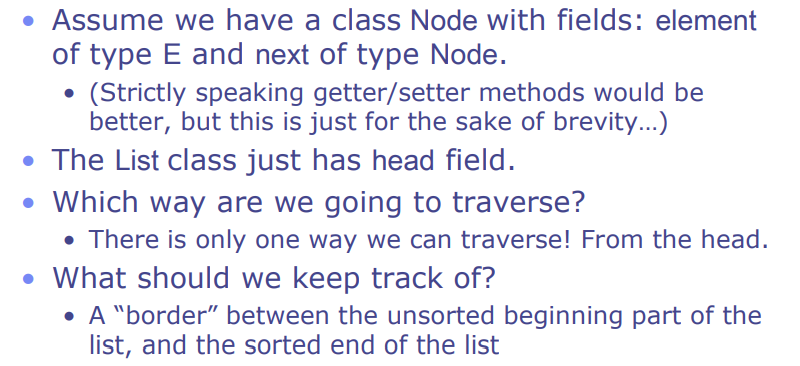 • Assume we have a class Node with fields: element
of type E and next of type Node.
• (Strictly speaking getter/setter methods would be
better, but this is just for the sake of brevity…)
• The List class just has head field.
• Which way are we going to traverse?
• There is only one way we can traverse! From the head.
• What should we keep track of?
• A “border” between the unsorted beginning part of the
list, and the sorted end of the list